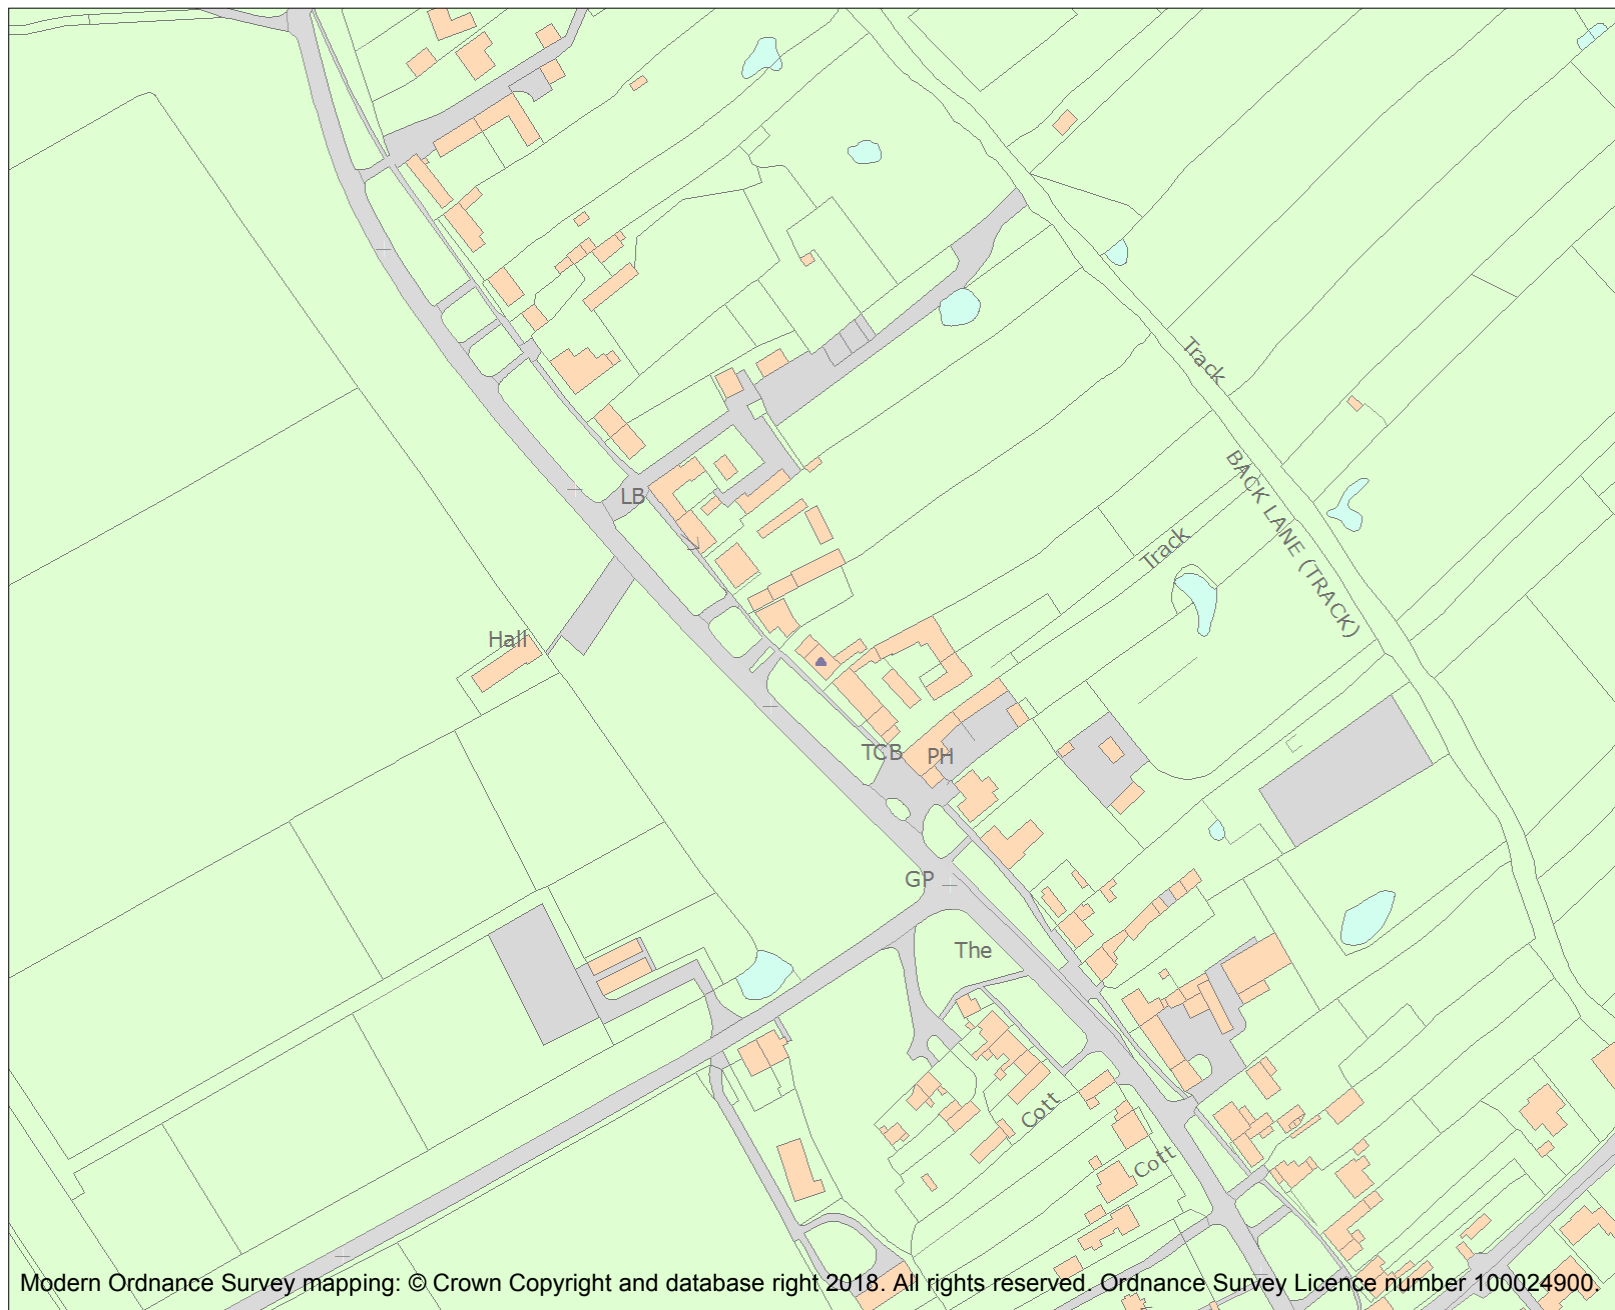 Track
BACK LANE (TRACK)
LB
Track
Hall
TCB
PH
GP
The
Cott
Cott
Modern Ordnance Survey mapping: © Crown Copyright and database right 2018. All rights reserved. Ordnance Survey Licence number 100024900.